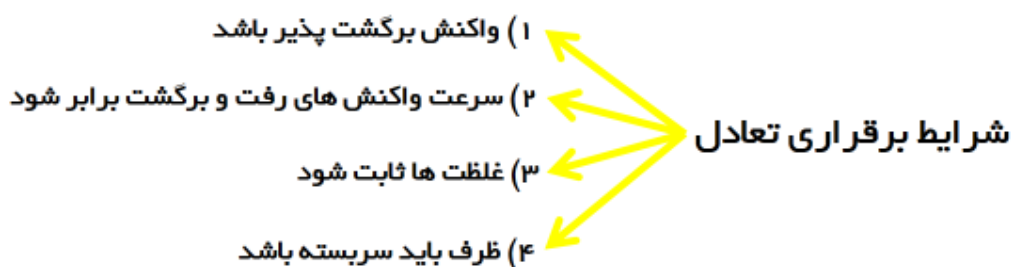 شرایط برقراری تعادل
۱) واکنش برگشت پذیر باشد
۲) سرعت واکنش های رفت و برگشت برابر شود
۳) غلظت ها ثابت شود
۴) ظرف باید سربسته باشد